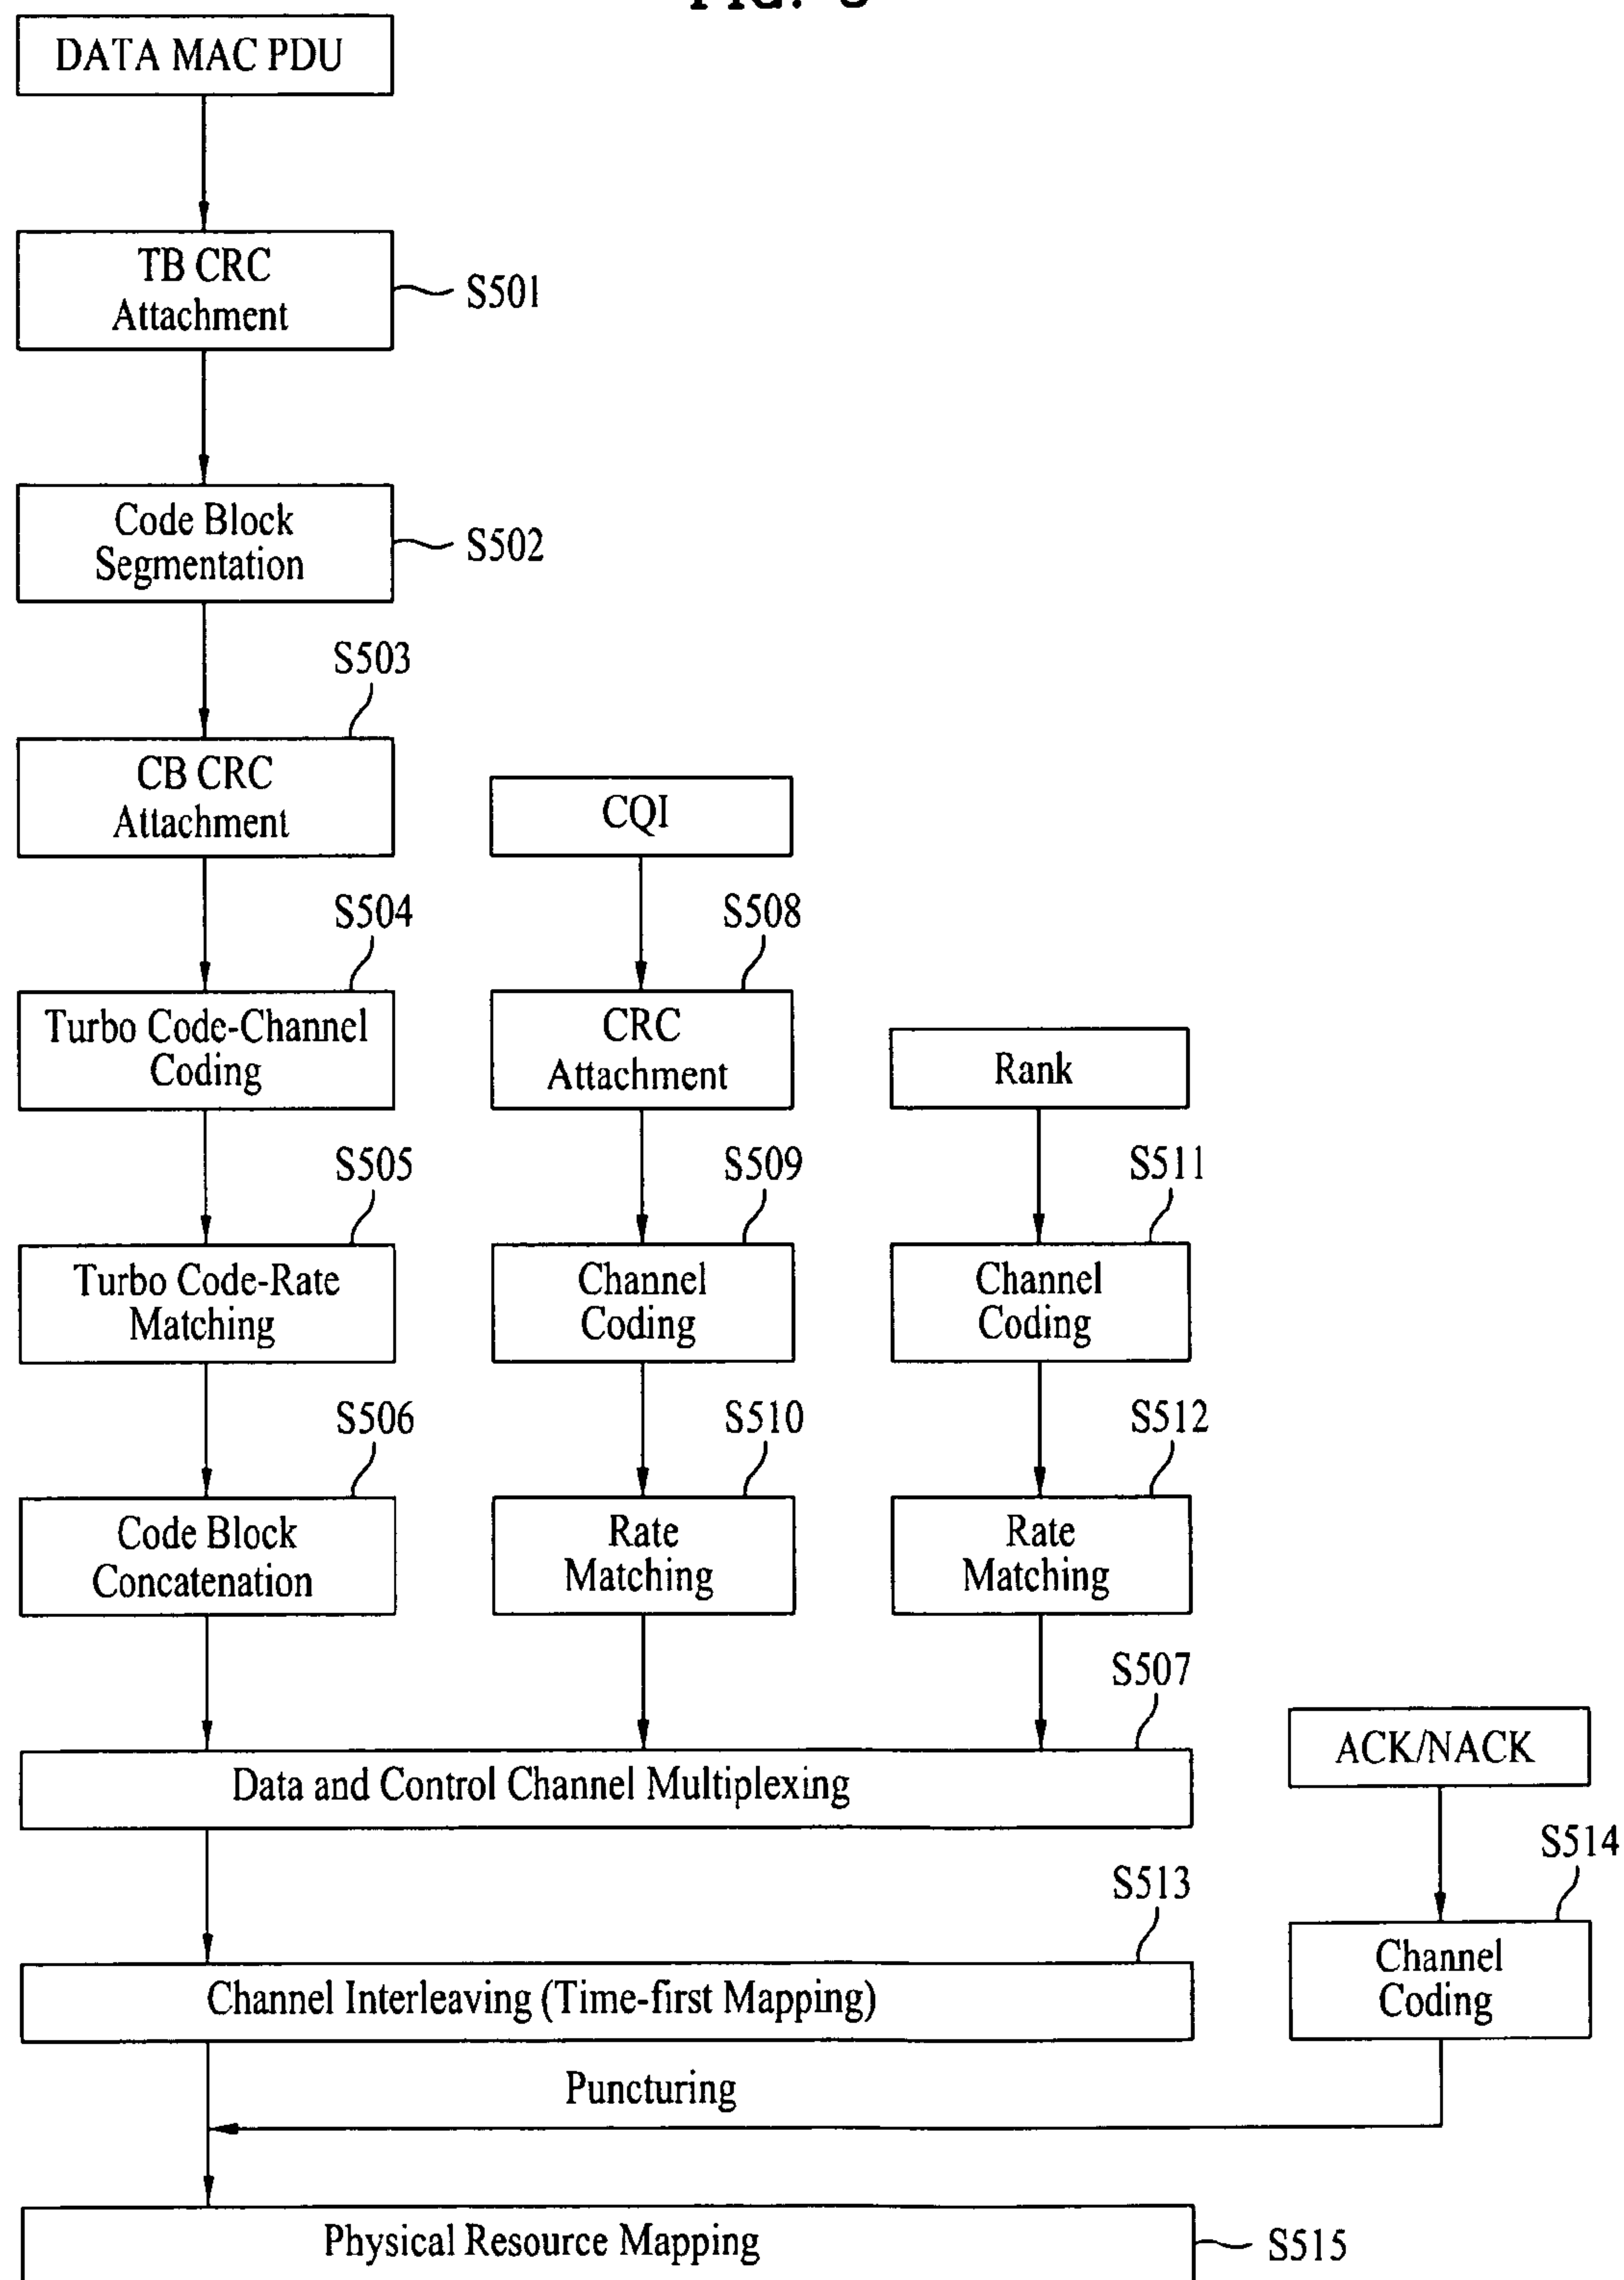 DATA MAC PDU
TB CRC
Attachment
S501
Code Block
Segmentation
S502
S503
CB CRC
Attachment
CQI
S504
S508
Turbo Code-Channel
Coding
CRC
Attachment
Rank
S505
S509
S511
Turbo Code-Rate
Matching
Channel
Coding
Channel
Coding
S506
S510
S512
Code Block
Concatenation
Rate
Matching
Rate
Matching
S507
Data and Control Channel Multiplexing
ACK/NACK
S514
S513
Channel Interleaving (Time-first Mapping)
Channel
Coding
Puncturing
Physical Resource Mapping
S515